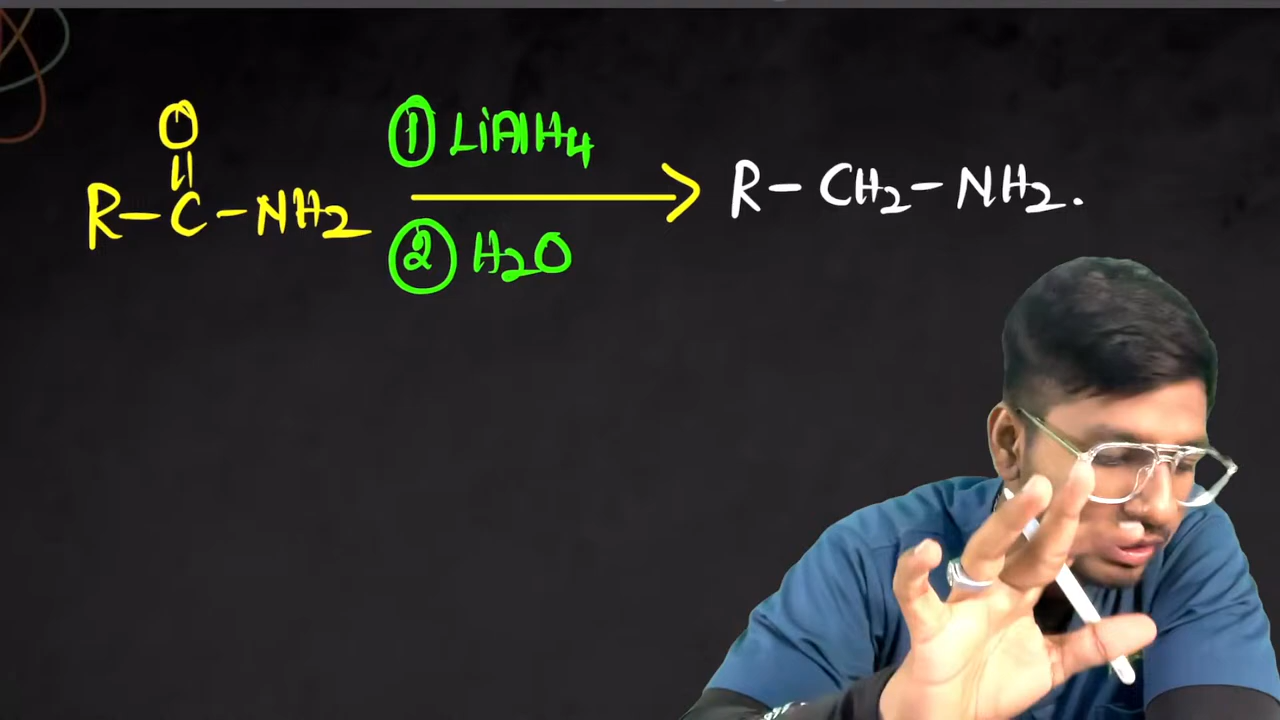 O
||
R-C-NH2 ① LiAlH4 ② H2O R-CH2-NH2.